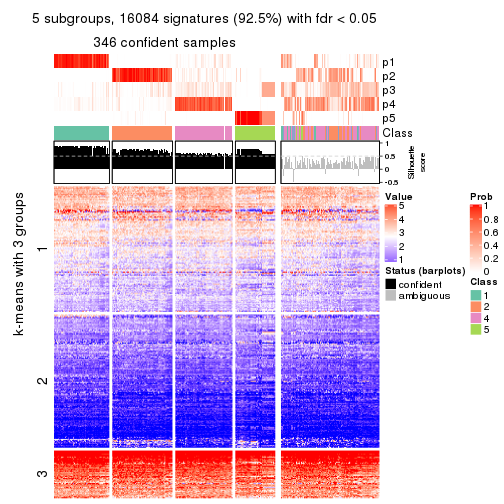 5 subgroups, 16084 signatures (92.5%) with fdr < 0.05
346 confident samples
p1
p2
p3
p4
p5
Class
1
0.5
0
-0.5
Silhouette
score
k-means with 3 groups
1
2
3
Value
5
4
3
2
1
Status (barplots)
confident
ambiguous
Prob
1
0.8
0.6
0.4
0.2
0
Class
1
2
4
5